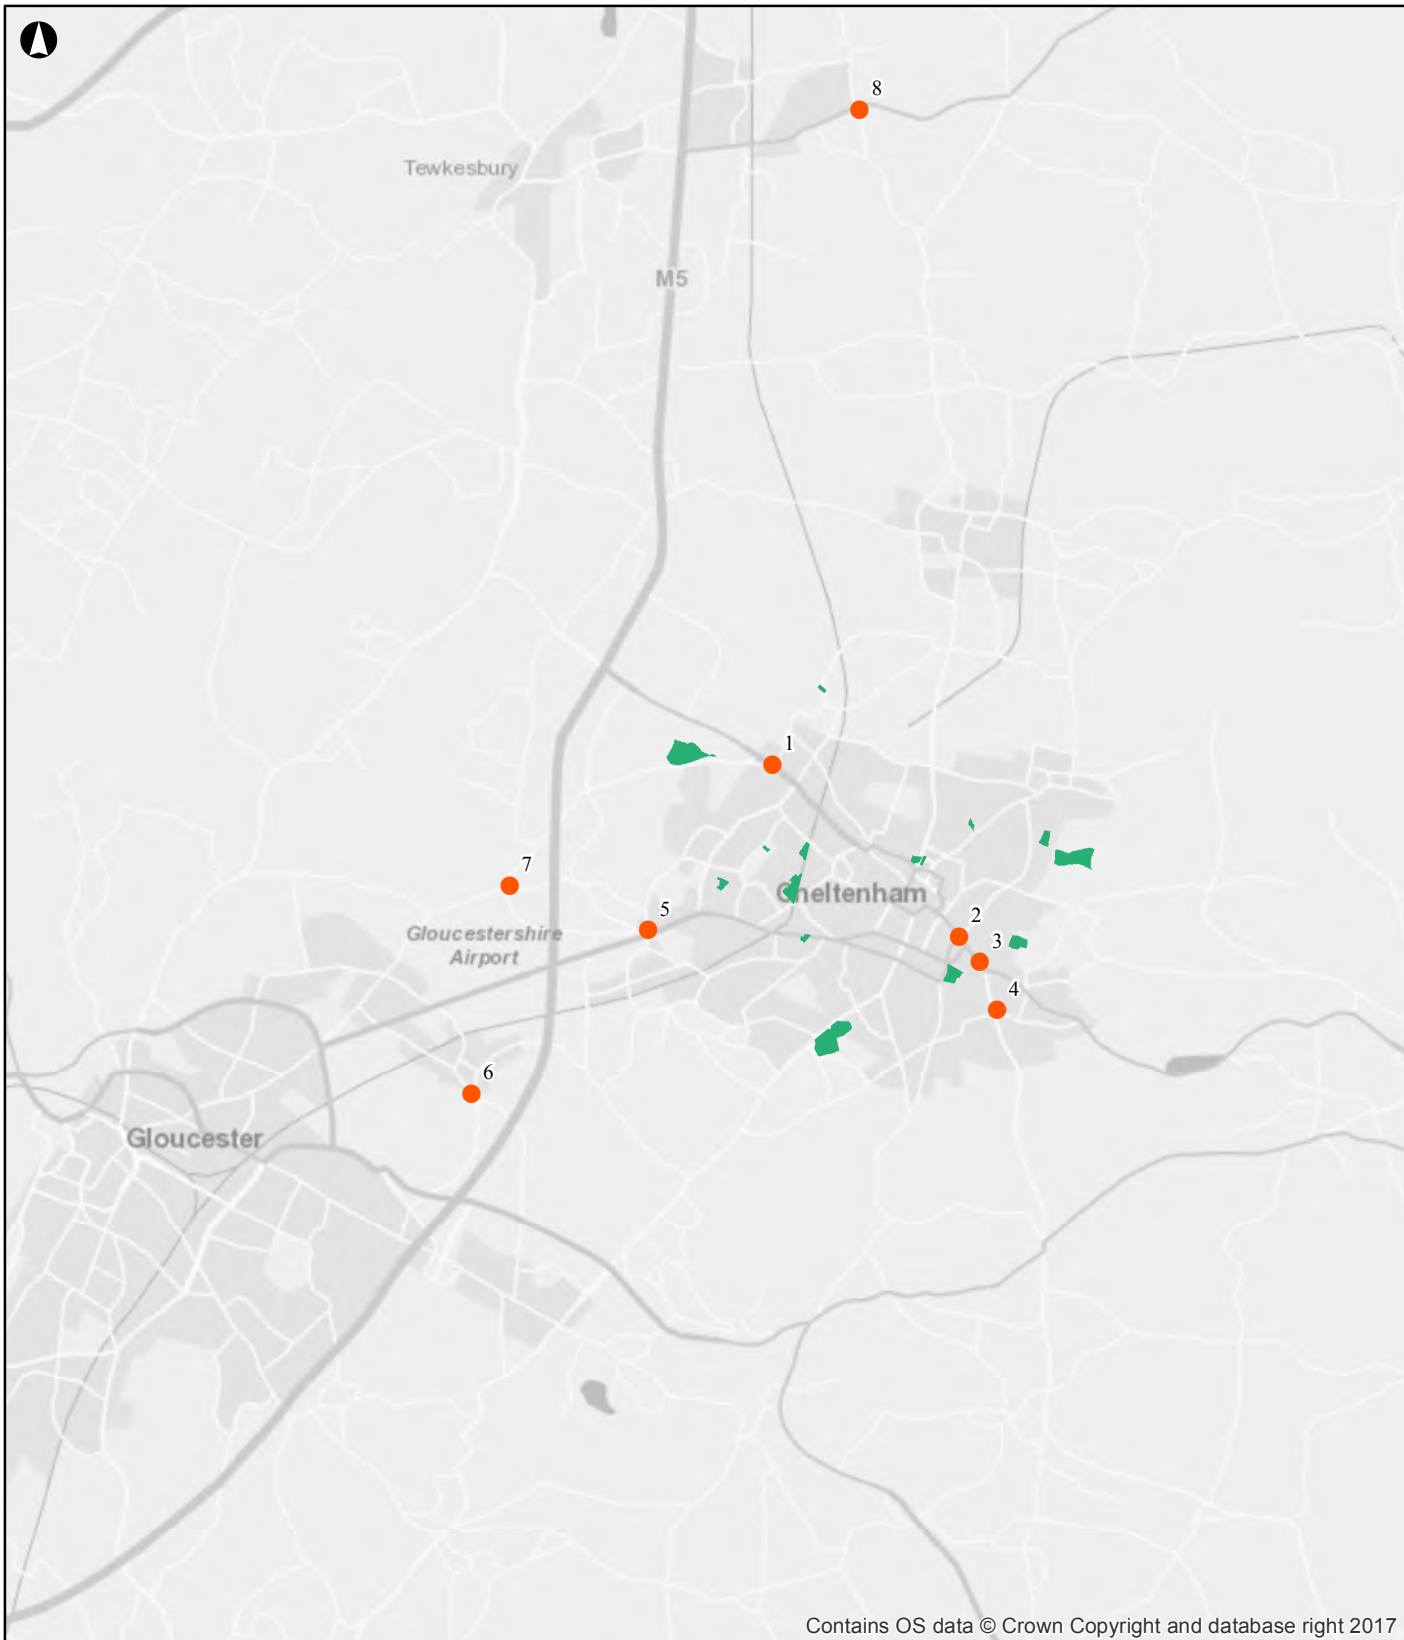 8
Tewkesbury
M5
1
7
Cheltenham
5
2
Gloucestershire
Airport
3
4
6
Gloucester
Contains OS data © Crown Copyright and database right 2017